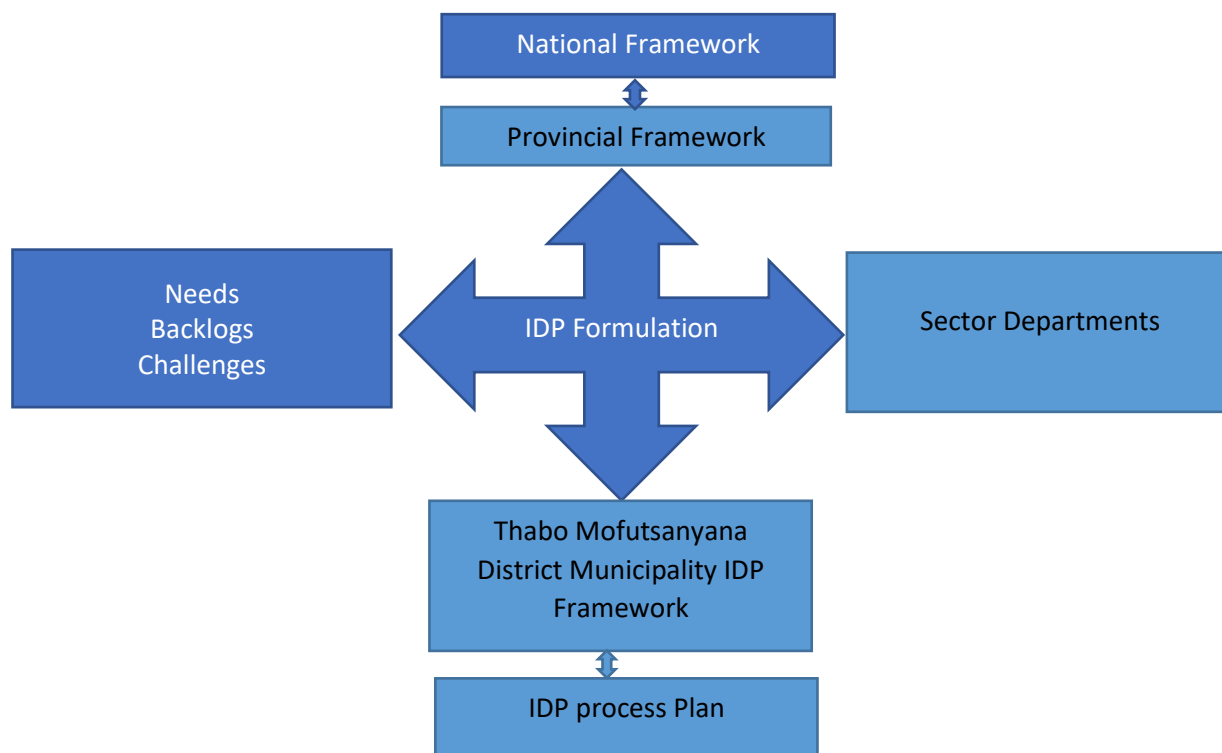 National Framework
Provincial Framework
Needs
Backlogs
Challenges
IDP Formulation
Sector Departments
Thabo Mofutsanyana
District Municipality IDP
Framework
IDP process Plan